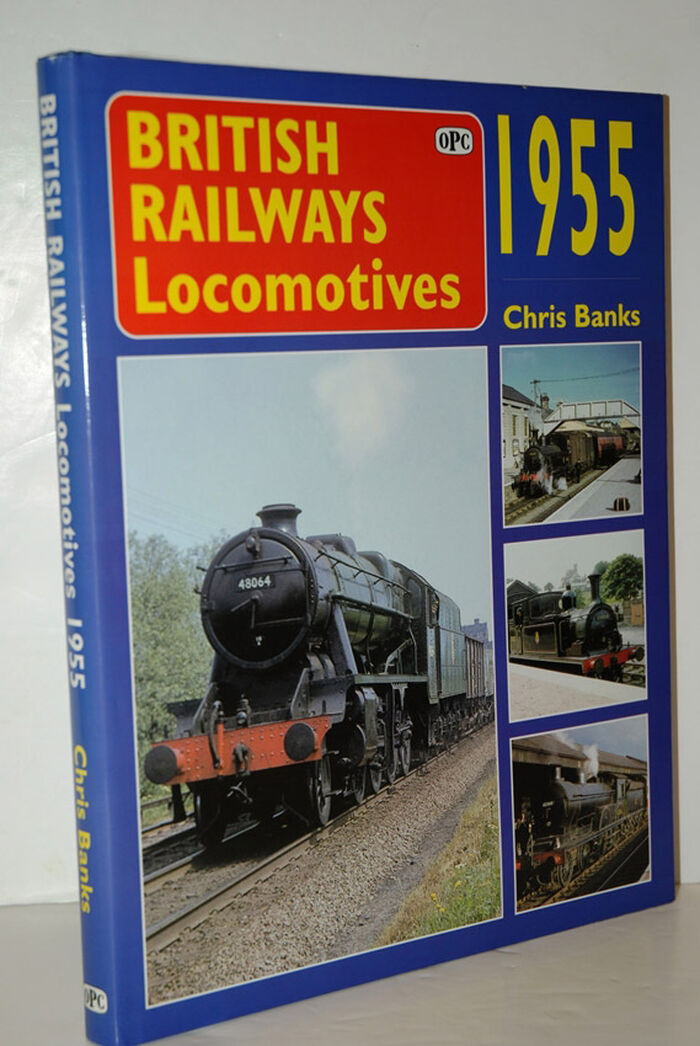 BRITISH RAILWAYS Locomotives 1955 Chris Banks
OPC
BRITISH
RAILWAYS
Locomotives
OPC
1955
Chris Banks
48064